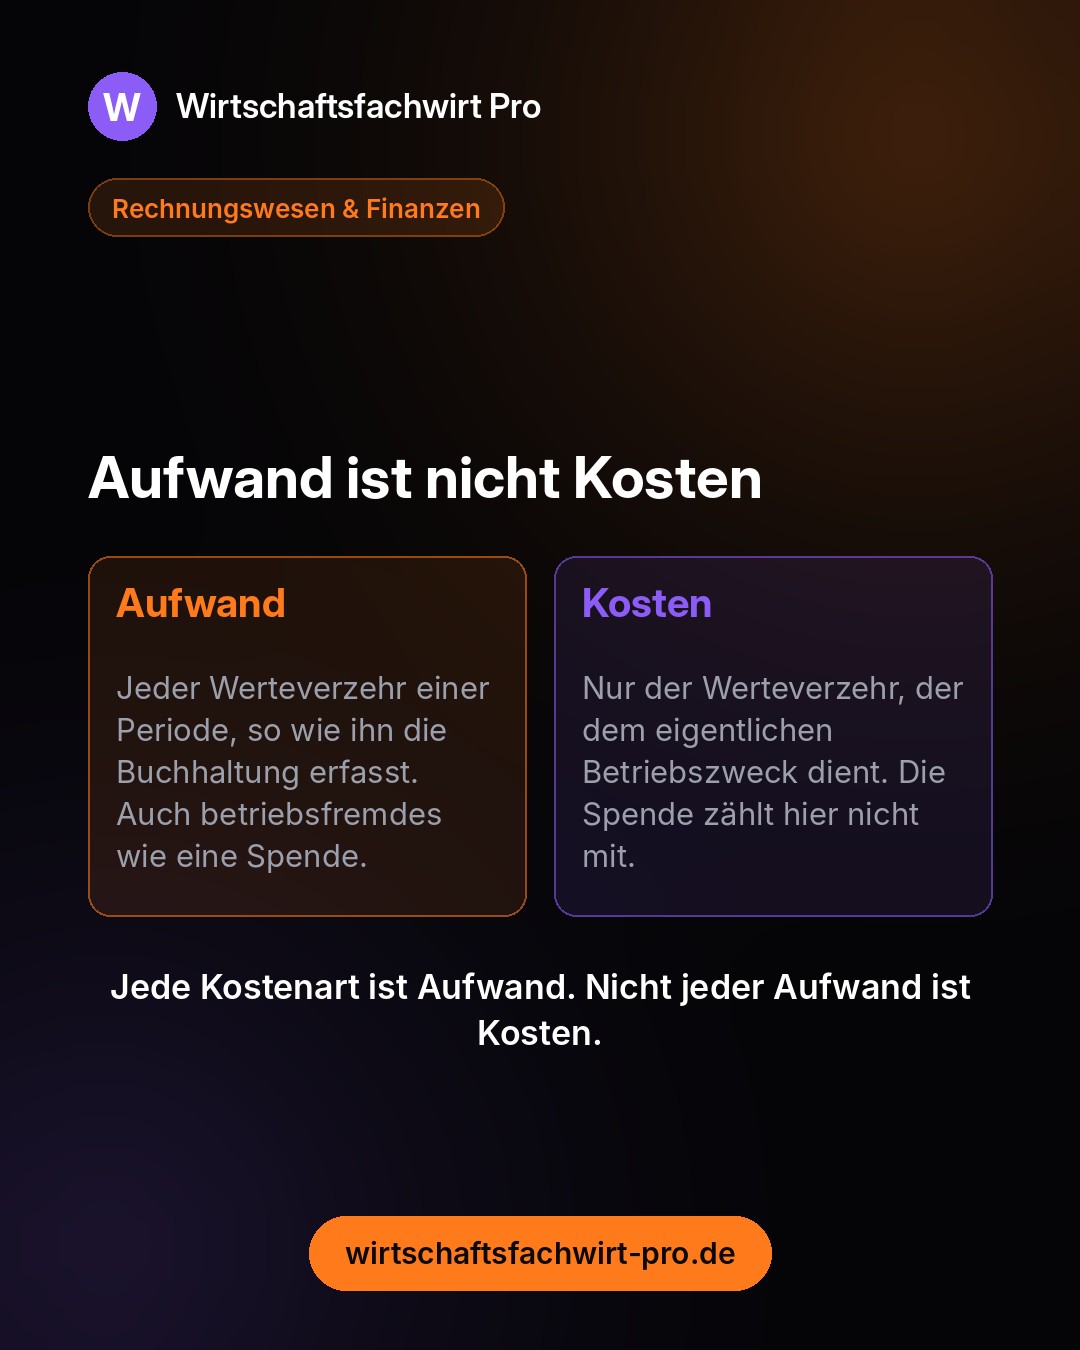 W
Wirtschaftsfachwirt Pro
Rechnungswesen & Finanzen
Aufwand ist nicht Kosten
Aufwand
Jeder Werteverzehr einer
Periode, so wie ihn die
Buchhaltung erfasst.
Auch betriebsfremdes
wie eine Spende.
Kosten
Nur der Werteverzehr, der
dem eigentlichen
Betriebszweck dient. Die
Spende zählt hier nicht
mit.
Jede Kostenart ist Aufwand. Nicht jeder Aufwand ist
Kosten.
wirtschaftsfachwirt-pro.de